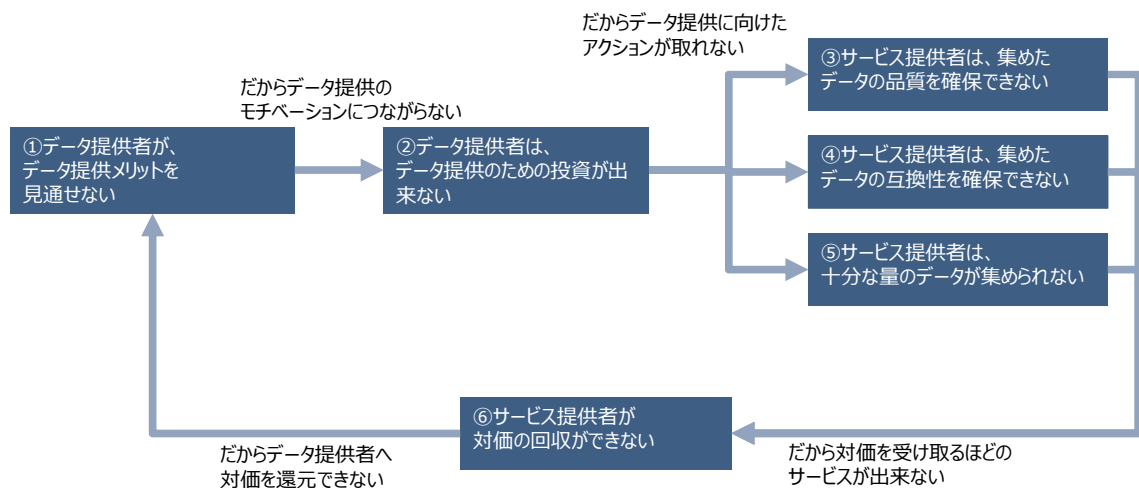 だからデータ提供に向けた
アクションが取れない
③サービス提供者は、集めた
データの品質を確保できない
だからデータ提供の
モチベーションにつながらない
①データ提供者が、
データ提供メリットを
見通せない
②データ提供者は、
データ提供のための投資が出
来ない
④サービス提供者は、集めた
データの互換性を確保できない
⑤サービス提供者は、
十分な量のデータが集められない
⑥サービス提供者が
対価の回収ができない
だからデータ提供者へ
対価を還元できない
だから対価を受け取るほどの
サービスが出来ない